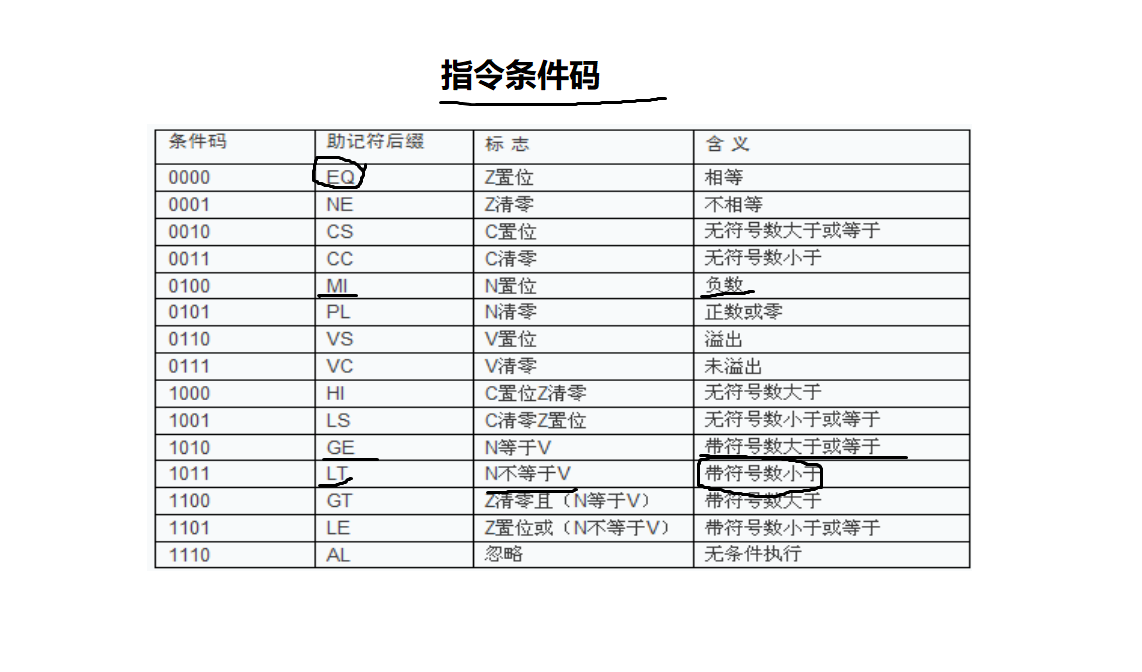 指令条件码
条件码 助记符后缀 标 志 含 义
0000 EQ Z置位 相等
0001 NE Z清零 不相等
0010 CS C置位 无符号数大于或等于
0011 CC C清零 无符号数小于
0100 MI N置位 负数
0101 PL N清零 正数或零
0110 VS V置位 溢出
0111 VC V清零 未溢出
1000 HI C置位Z清零 无符号数大于
1001 LS C清零Z置位 无符号数小于或等于
1010 GE N等于V 带符号数大于或等于
1011 LT N不等于V 带符号数小于
1100 GT Z清零且（N等于V） 带符号数大于
1101 LE Z置位或（N不等于V） 带符号数小于或等于
1110 AL 忽略 无条件执行